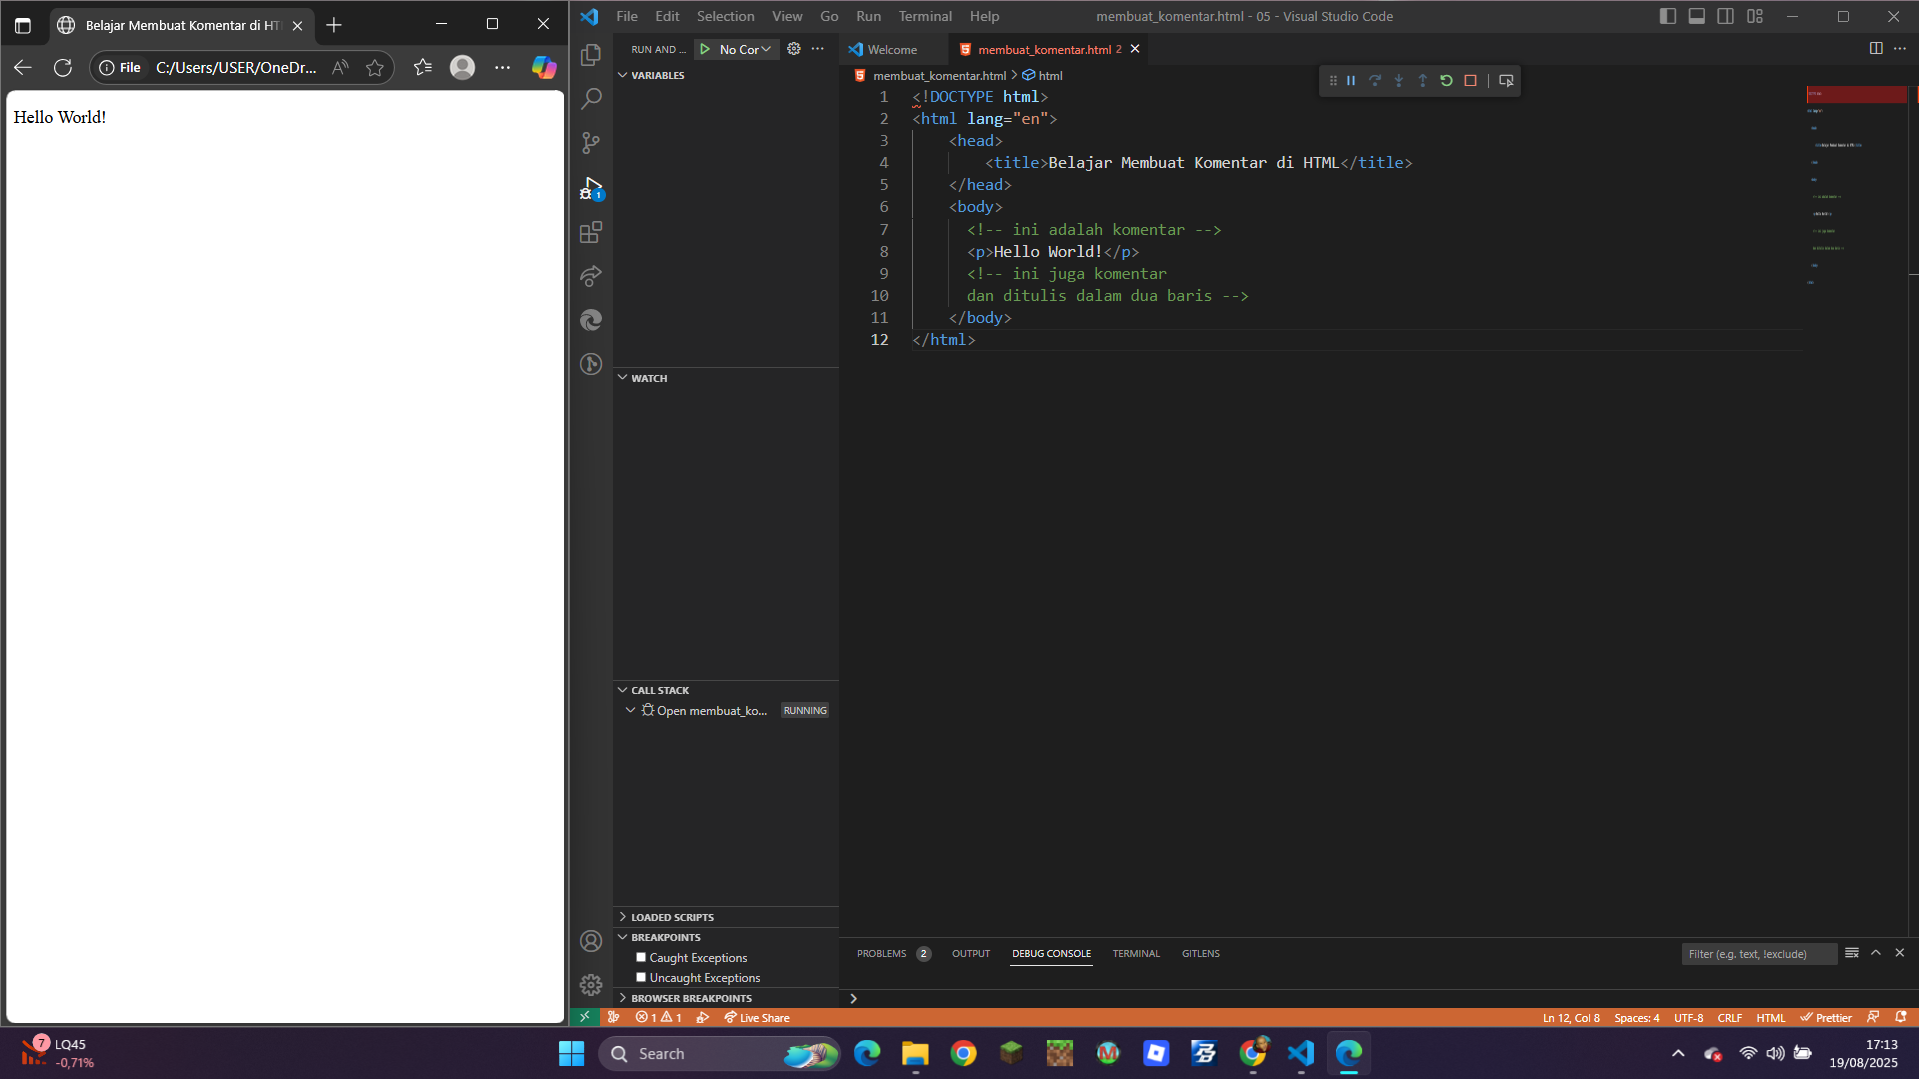 Belajar Membuat Komentar di HT
File C:/Users/USER/OneDr...
Hello World!
File Edit Selection View Go Run Terminal Help
membuat_komentar.html - 05 - Visual Studio Code
RUN AND ... No Cor
Welcome membuat_komentar.html 2
membuat_komentar.html > html
VARIABLES
1 <!DOCTYPE html>
2 <html lang="en">
3 <head>
4 <title>Belajar Membuat Komentar di HTML</title>
5 </head>
6 <body>
7 <!-- ini adalah komentar -->
8 <p>Hello World!</p>
9 <!-- ini juga komentar
10 dan ditulis dalam dua baris -->
11 </body>
12 </html>
WATCH
CALL STACK
Open membuat_ko... RUNNING
LOADED SCRIPTS
BREAKPOINTS
Caught Exceptions
Uncaught Exceptions
BROWSER BREAKPOINTS
1
PROBLEMS 2 OUTPUT DEBUG CONSOLE TERMINAL GITLENS
Filter (e.g. text, !exclude)
>
1 1 Live Share
Ln 12, Col 8 Spaces: 4 UTF-8 CRLF HTML Prettier
7 LQ45
-0,71%
Search
17:13
19/08/2025